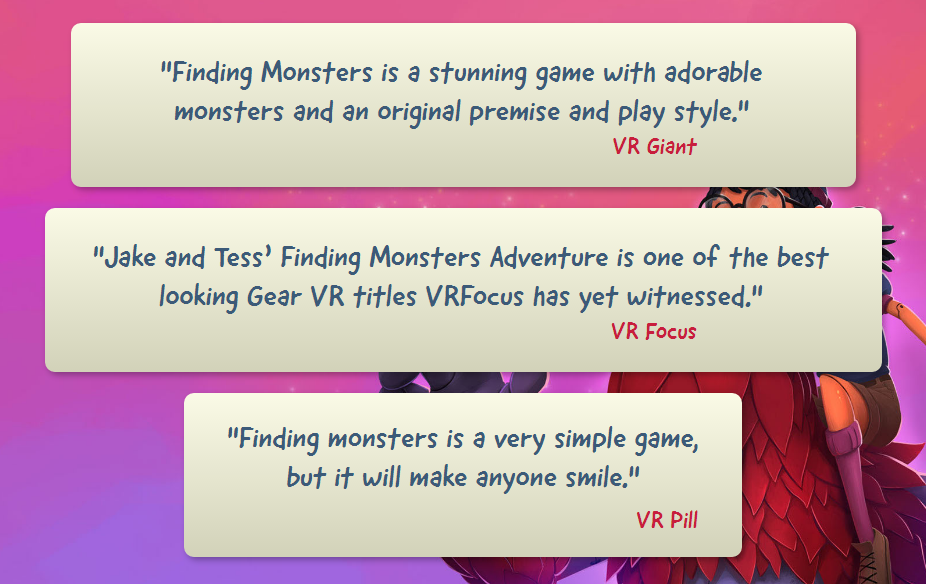 "Finding Monsters is a stunning game with adorable
monsters and an original premise and play style."
VR Giant
"Jake and Tess’ Finding Monsters Adventure is one of the best
looking Gear VR titles VRFocus has yet witnessed."
VR Focus
"Finding monsters is a very simple game,
but it will make anyone smile."
VR Pill